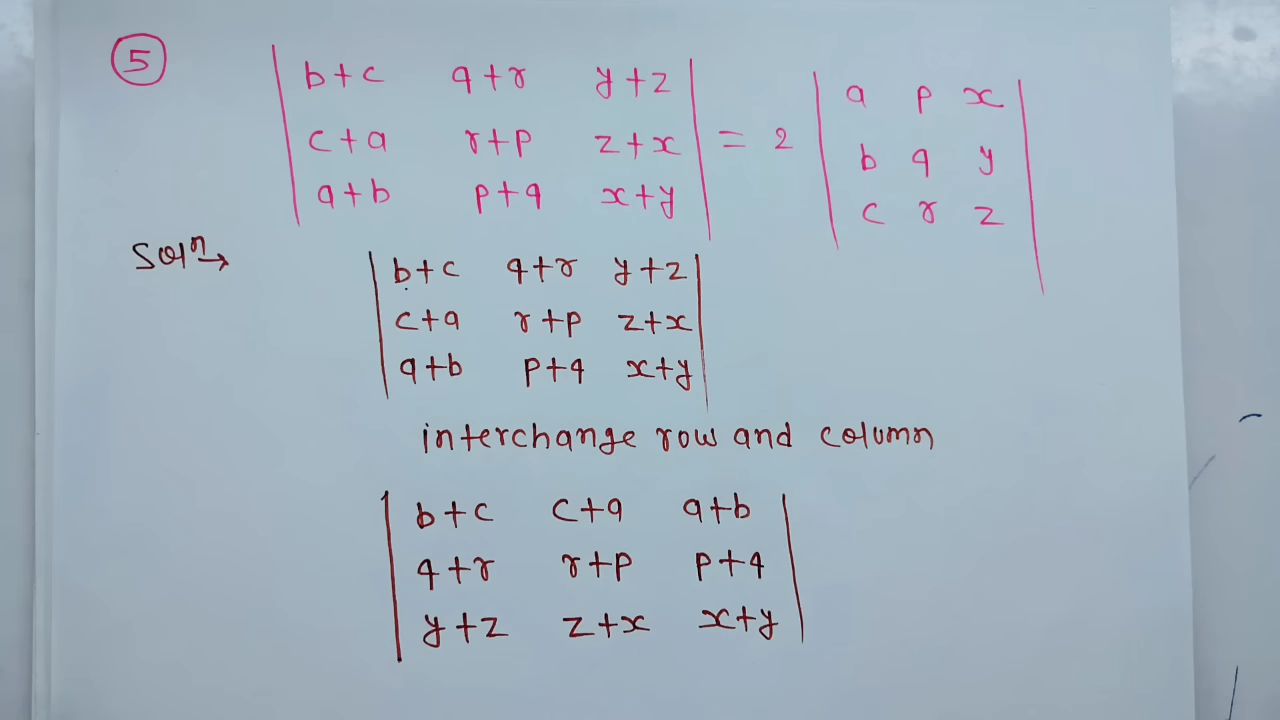 5
| b+c q+r y+z | = 2 | a p x |
| c+a r+p z+x | | b q y |
| a+b p+q x+y | | c r z |
Solⁿ→
| b+c q+r y+z |
| c+a r+p z+x |
| a+b p+q x+y |
interchange row and column
| b+c c+a a+b |
| q+r r+p p+q |
| y+z z+x x+y |